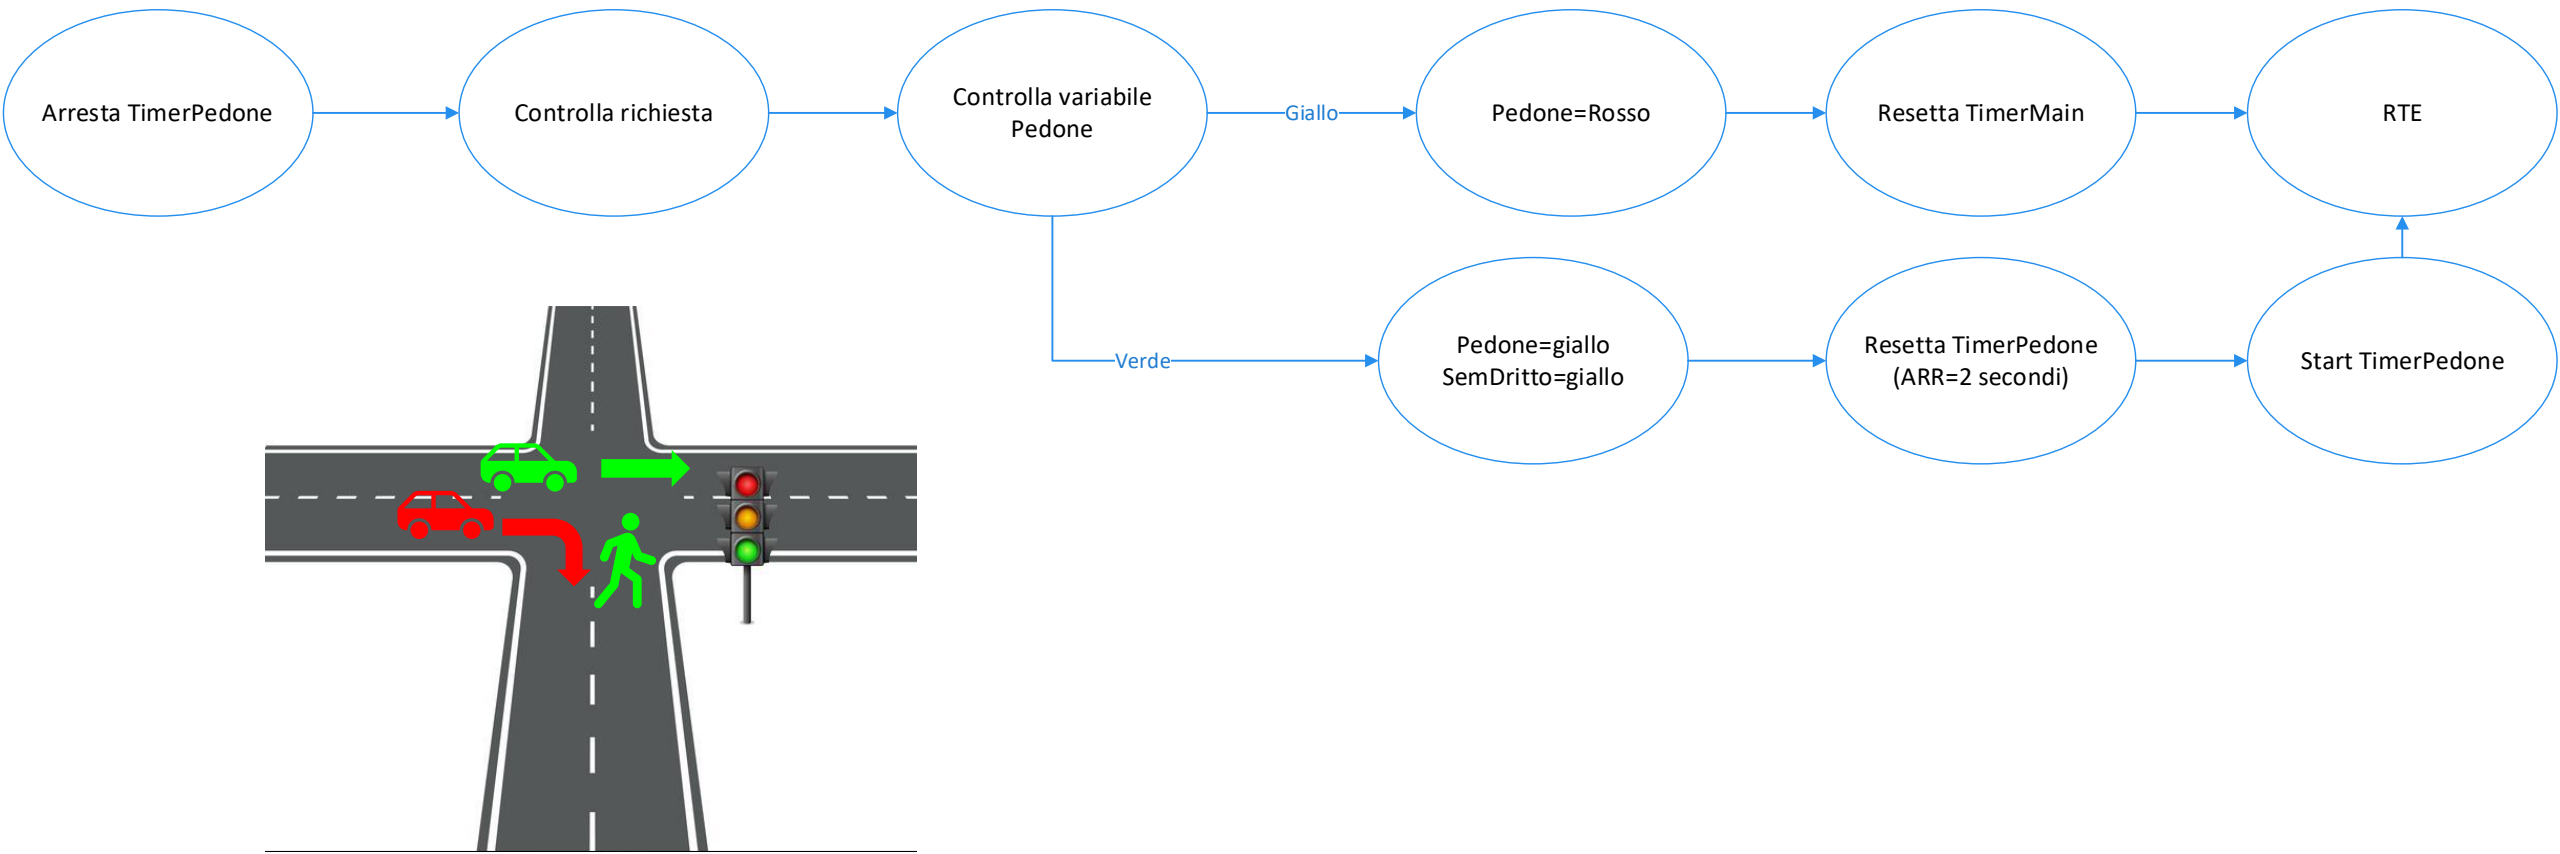 Arresta TimerPedone
Controlla richiesta
Controlla variabile
Pedone
Giallo
Pedone=Rosso
Resetta TimerMain
RTE
Verde
Pedone=giallo
SemDritto=giallo
Resetta TimerPedone
(ARR=2 secondi)
Start TimerPedone